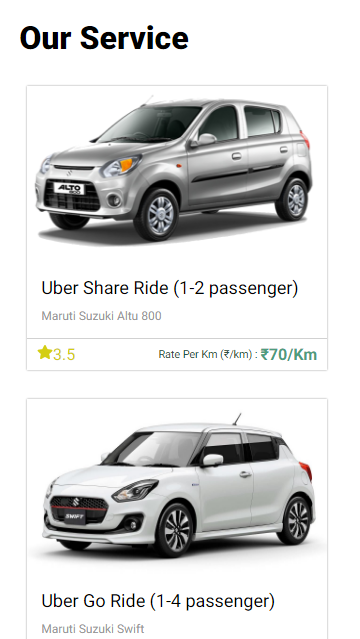 Our Service
ALTO
800
Uber Share Ride (1-2 passenger)
Maruti Suzuki Altu 800
3.5
Rate Per Km (₹/km) : ₹70/Km
SWIFT
Uber Go Ride (1-4 passenger)
Maruti Suzuki Swift